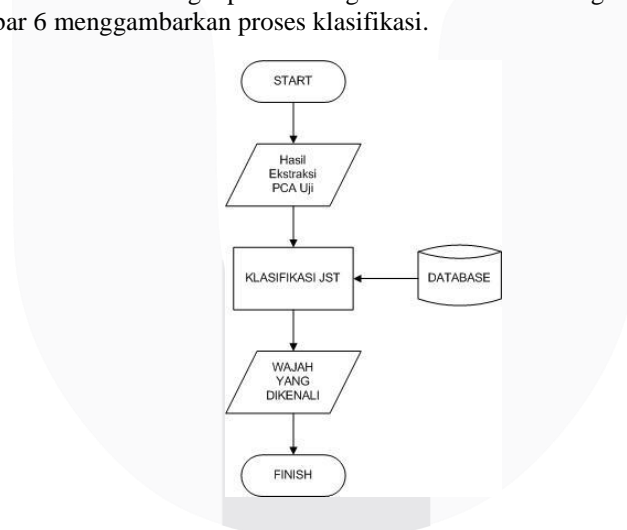 bar 6 menggambarkan proses klasifikasi.
START
Hasil
Ekstraksi
PCA Uji
KLASIFIKASI JST
DATABASE
WAJAH
YANG
DIKENALI
FINISH